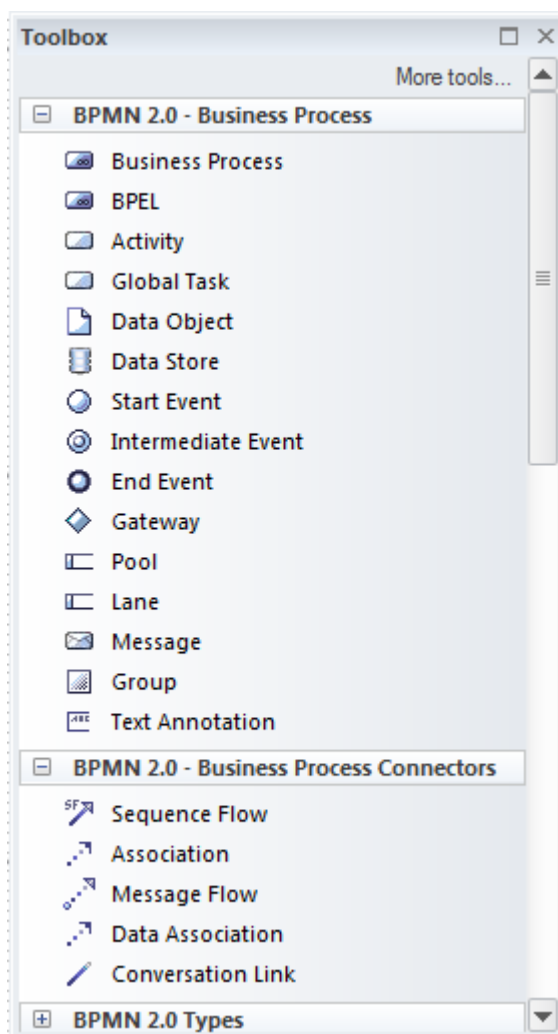 Toolbox
More tools...
BPMN 2.0 - Business Process
Business Process
BPEL
Activity
Global Task
Data Object
Data Store
Start Event
Intermediate Event
End Event
Gateway
Pool
Lane
Message
Group
Text Annotation
BPMN 2.0 - Business Process Connectors
Sequence Flow
Association
Message Flow
Data Association
Conversation Link
BPMN 2.0 Types